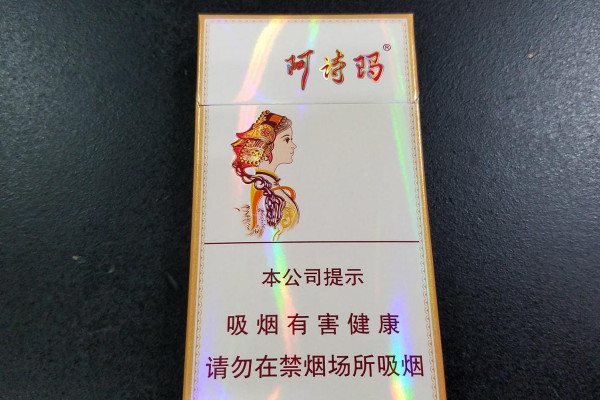 阿诗玛®
本公司提示
吸烟有害健康
请勿在禁烟场所吸烟